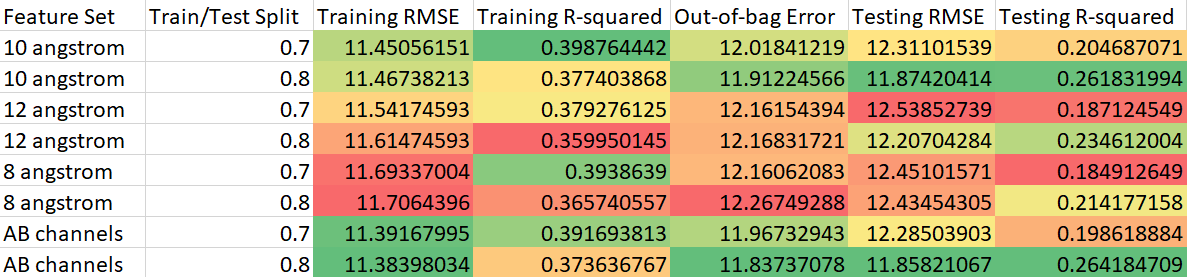 Feature Set Train/Test Split Training RMSE Training R-squared Out-of-bag Error Testing RMSE Testing R-squared
10 angstrom 0.7 11.45056151 0.398764442 12.01841219 12.31101539 0.204687071
10 angstrom 0.8 11.46738213 0.377403868 11.91224566 11.87420414 0.261831994
12 angstrom 0.7 11.54174593 0.379276125 12.16154394 12.53852739 0.187124549
12 angstrom 0.8 11.61474593 0.359950145 12.16831721 12.20704284 0.234612004
8 angstrom 0.7 11.69337004 0.3938639 12.16062083 12.45101571 0.184912649
8 angstrom 0.8 11.7064396 0.365740557 12.26749288 12.43454305 0.214177158
AB channels 0.7 11.39167995 0.391693813 11.96732943 12.28503903 0.198618884
AB channels 0.8 11.38398034 0.373636767 11.83737078 11.85821067 0.264184709